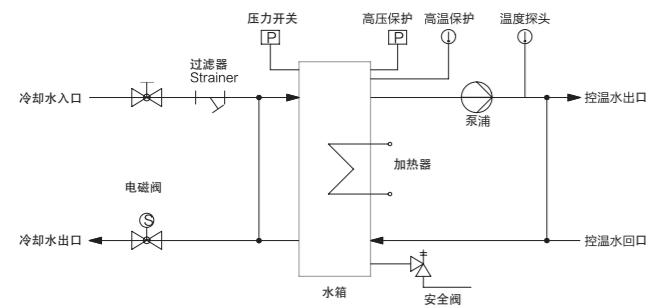 压力开关
高压保护
高温保护
温度探头
P
P
过滤器
Strainer
冷却水入口
控温水出口
泵浦
加热器
电磁阀
S
冷却水出口
控温水回口
水箱
安全阀